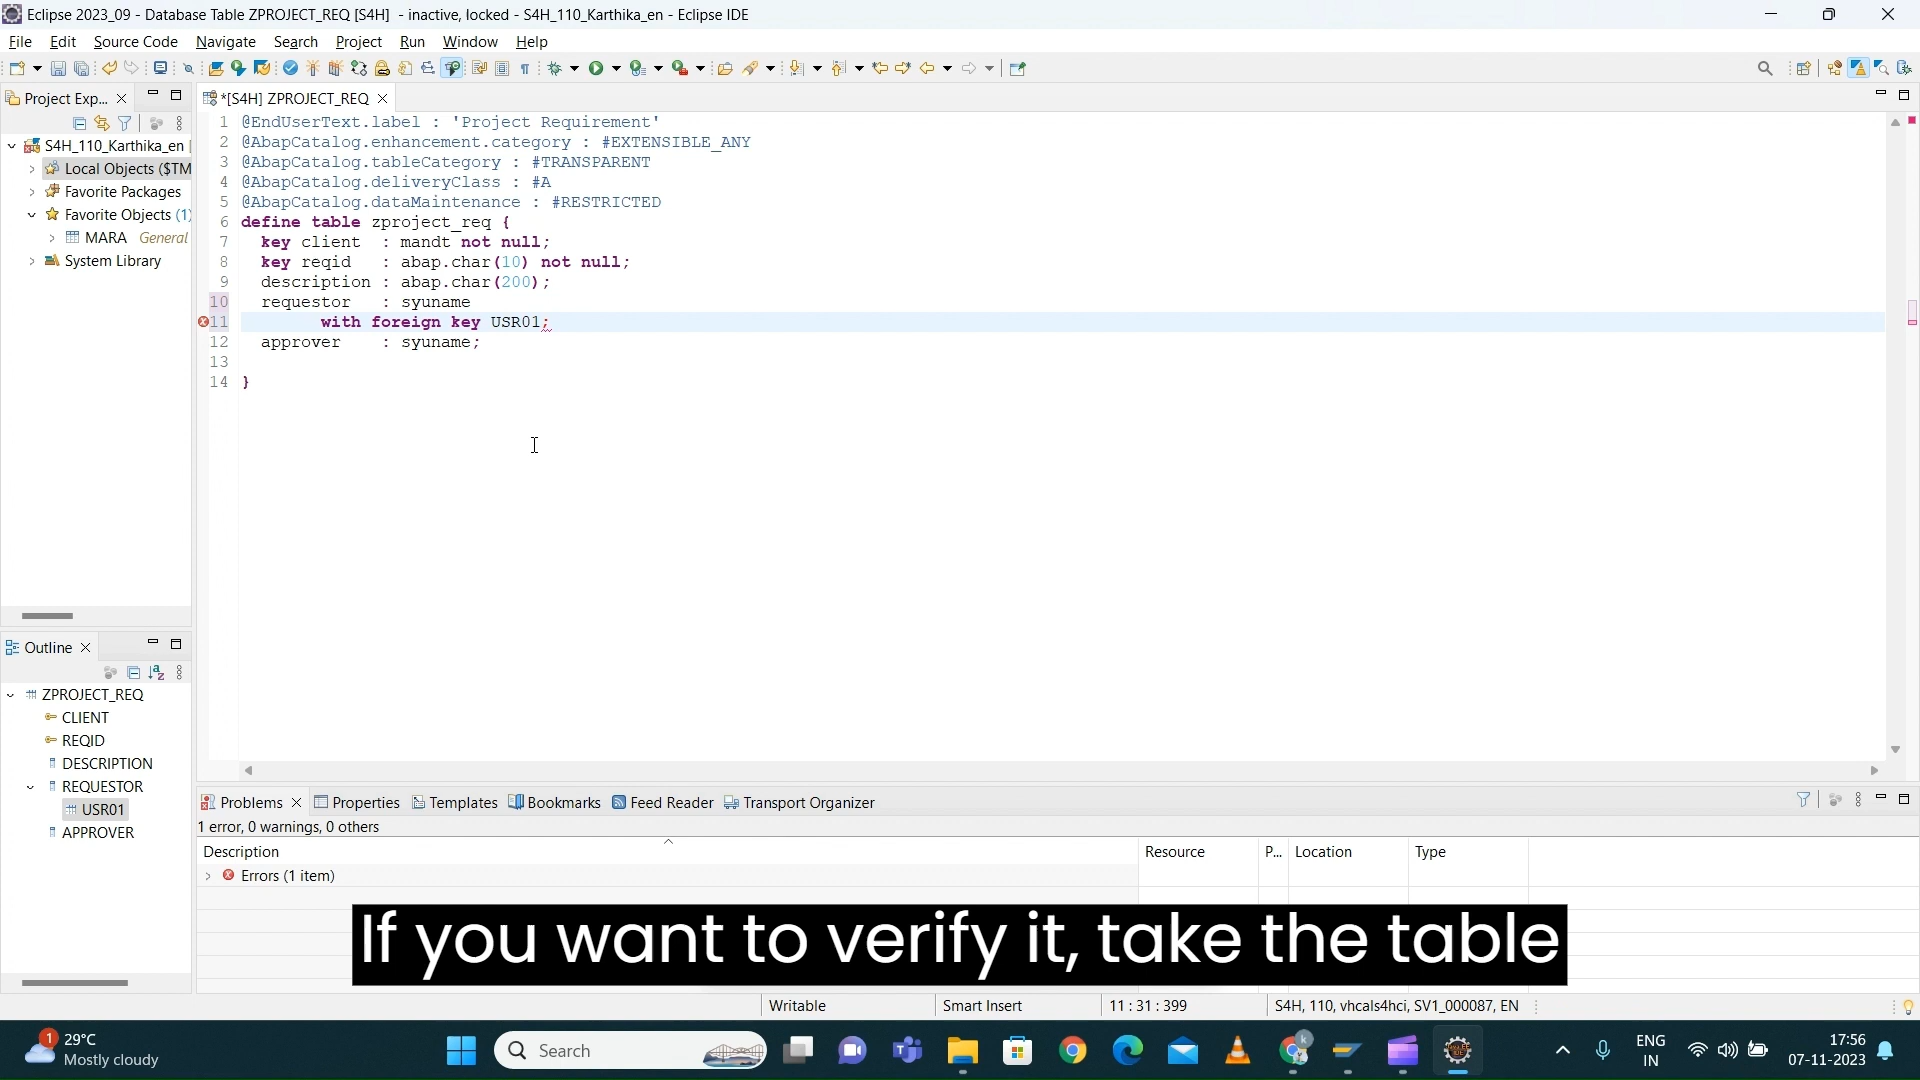 Eclipse 2023_09 - Database Table ZPROJECT_REQ [S4H] - inactive, locked - S4H_110_Karthika_en - Eclipse IDE
File Edit Source Code Navigate Search Project Run Window Help
Project Exp...
*[S4H] ZPROJECT_REQ
S4H_110_Karthika_en
Local Objects ($TM
Favorite Packages
Favorite Objects (1)
MARA General
System Library
1 @EndUserText.label : 'Project Requirement'
2 @AbapCatalog.enhancement.category : #EXTENSIBLE_ANY
3 @AbapCatalog.tableCategory : #TRANSPARENT
4 @AbapCatalog.deliveryClass : #A
5 @AbapCatalog.dataMaintenance : #RESTRICTED
6 define table zproject_req {
7 key client : mandt not null;
8 key reqid : abap.char(10) not null;
9 description : abap.char(200);
10 requestor : syuname
11 with foreign key USR01;
12 approver : syuname;
13
14 }
Outline
ZPROJECT_REQ
CLIENT
REQID
DESCRIPTION
REQUESTOR
USR01
APPROVER
Problems Properties Templates Bookmarks Feed Reader Transport Organizer
1 error, 0 warnings, 0 others
Description Resource P... Location Type
Errors (1 item)
If you want to verify it, take the table
Writable Smart Insert 11 : 31 : 399 S4H, 110, vhcals4hci, SV1_000087, EN
1
29°C
Mostly cloudy
Search
k
ENG
IN
17:56
07-11-2023